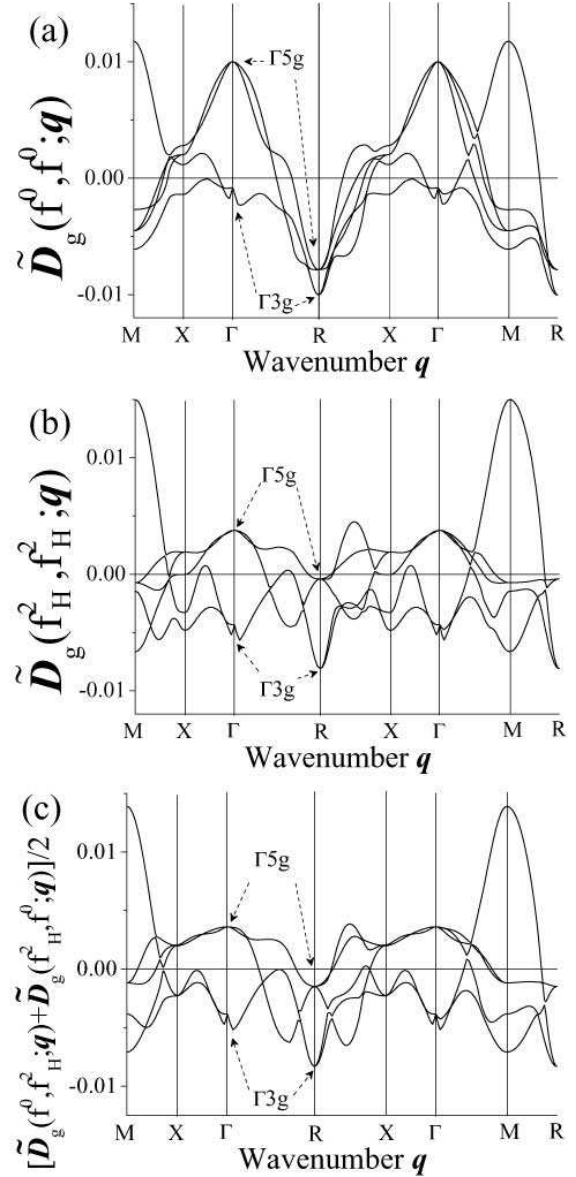 (a)
D̃g(f⁰,f⁰;q)
0.01
0.00
-0.01
Γ5g
Γ3g
M X Γ R X Γ M R
Wavenumber q
(b)
D̃g(f²H,f²H;q)
0.01
0.00
-0.01
Γ5g
Γ3g
M X Γ R X Γ M R
Wavenumber q
(c)
[D̃g(f⁰,f²H;q)+D̃g(f²H,f⁰;q)]/2
0.01
0.00
-0.01
Γ5g
Γ3g
M X Γ R X Γ M R
Wavenumber q